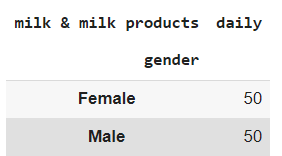 milk & milk products daily
gender
Female 50
Male 50